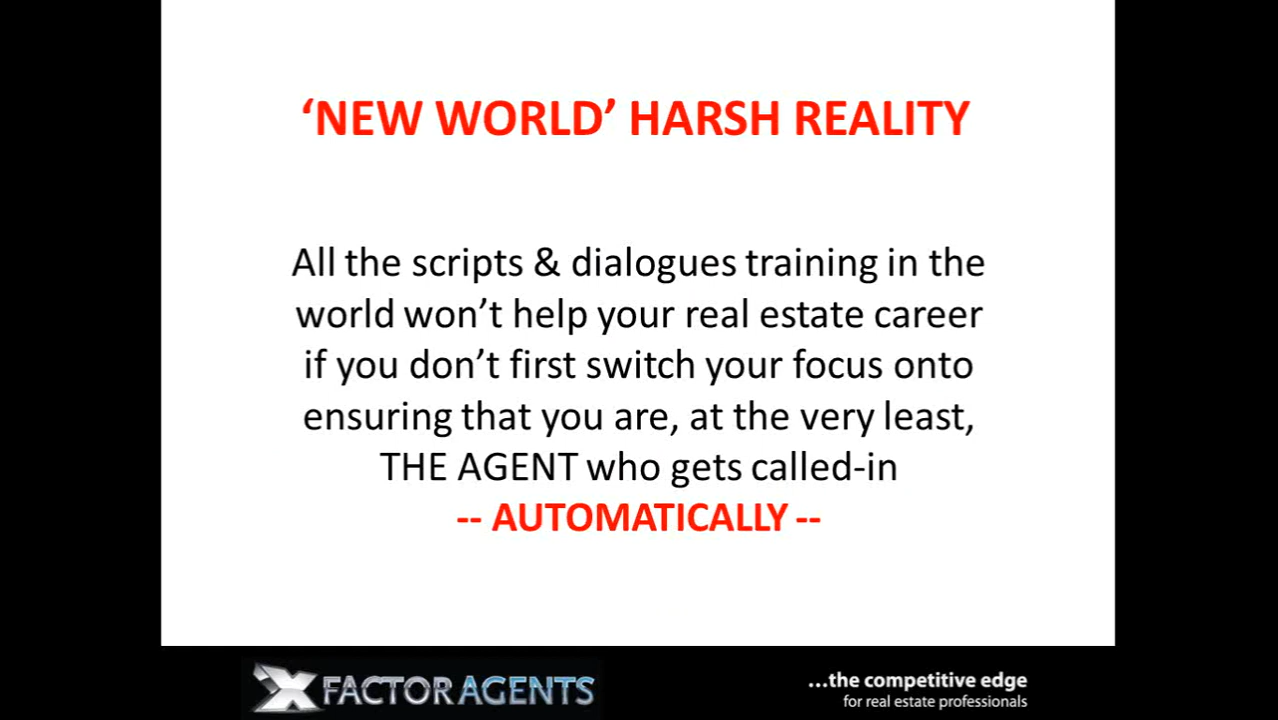 ‘NEW WORLD’ HARSH REALITY
All the scripts & dialogues training in the
world won’t help your real estate career
if you don’t first switch your focus onto
ensuring that you are, at the very least,
THE AGENT who gets called-in
-- AUTOMATICALLY --
X FACTOR AGENTS
...the competitive edge
for real estate professionals